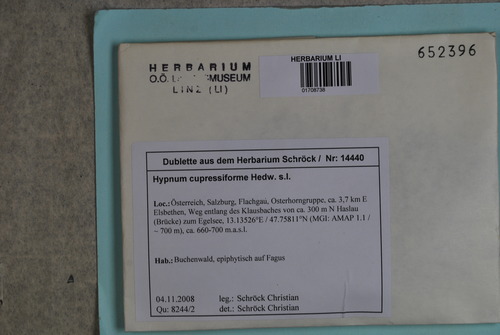 HERBARIUM
O.Ö. MUSEUM
LINZ (LI)
HERBARIUM LI
01708738
652396
Dublette aus dem Herbarium Schröck / Nr: 14440
Hypnum cupressiforme Hedw. s.l.
Loc.: Österreich, Salzburg, Flachgau, Osterhorngruppe, ca. 3,7 km E
Elsbethen, Weg entlang des Klausbaches von ca. 300 m N Haslau
(Brücke) zum Egelsee, 13.13526°E / 47.75811°N (MGI: AMAP 1.1 /
~ 700 m), ca. 660-700 m.a.s.l.
Hab.: Buchenwald, epiphytisch auf Fagus
04.11.2008 leg.: Schröck Christian
Qu: 8244/2 det.: Schröck Christian